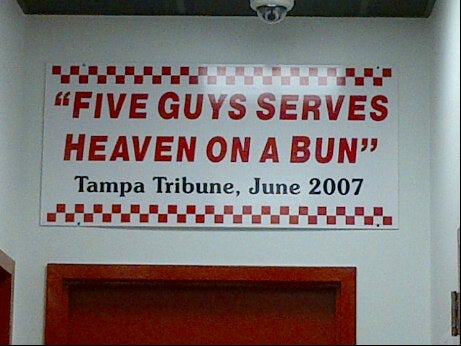 “FIVE GUYS SERVES
HEAVEN ON A BUN”
Tampa Tribune, June 2007